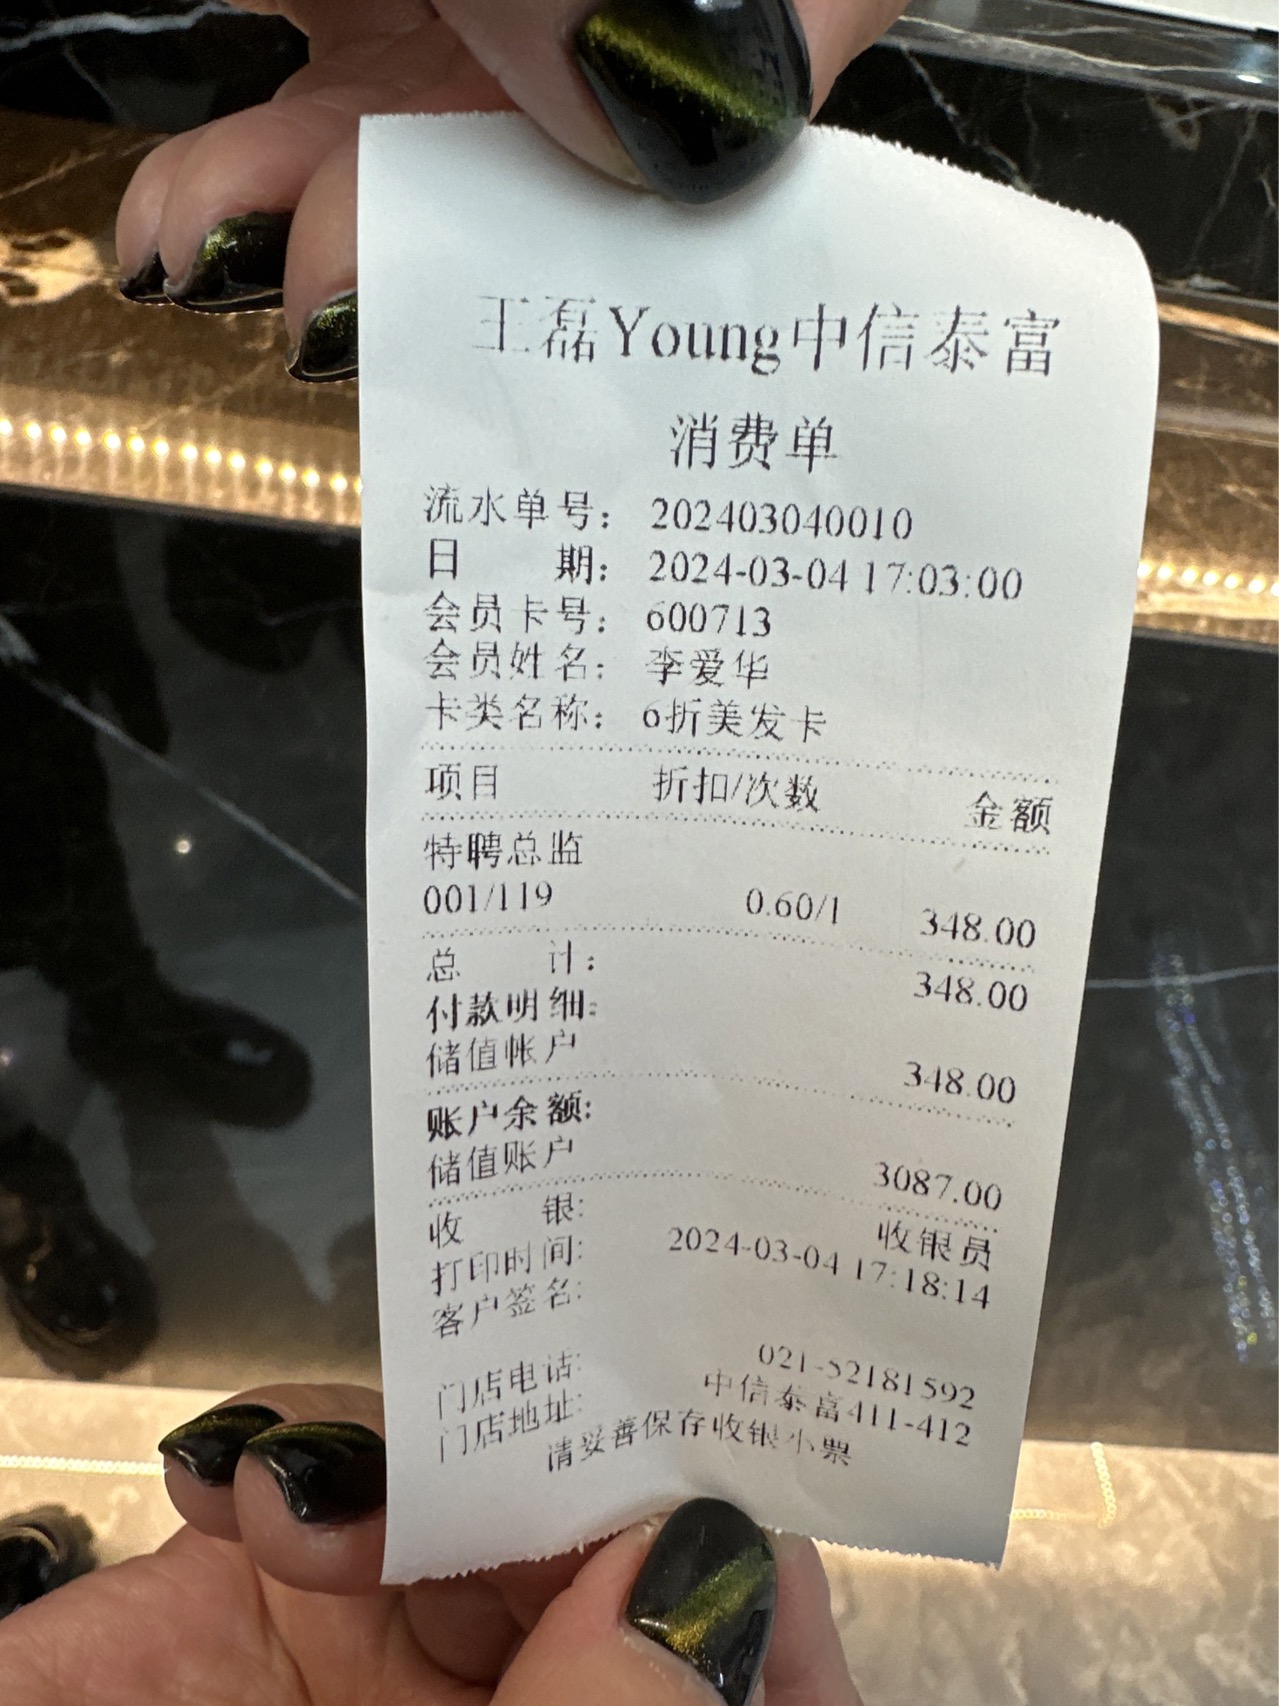 王磊Young中信泰富
消费单
流水单号： 202403040010
日 期： 2024-03-04 17:03:00
会员卡号： 600713
会员姓名： 李爱华
卡类名称： 6折美发卡
项目 折扣/次数 金额
特聘总监
001/119 0.60/1 348.00
总 计： 348.00
付款明细:
储值帐户 348.00
账户余额:
储值账户 3087.00
收 银: 收银员
打印时间: 2024-03-04 17:18:14
客户签名:
门店电话: 021-52181592
门店地址: 中信泰富411-412
请妥善保存收银小票